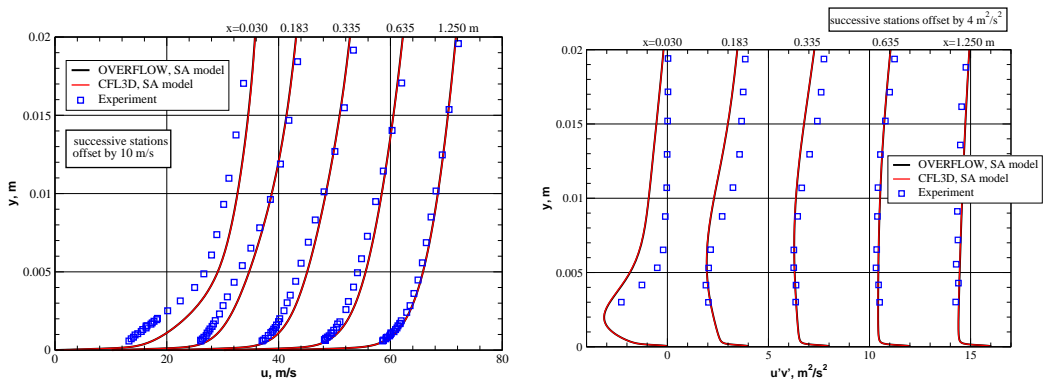 x=0.030 0.183 0.335 0.635 1.250 m
0.02
0.015
0.01
0.005
0
y, m
OVERFLOW, SA model
CFL3D, SA model
Experiment
successive stations
offset by 10 m/s
0 20 40 60 80
u, m/s
successive stations offset by 4 m²/s²
x=0.030 0.183 0.335 0.635 x=1.250 m
0.02
0.015
0.01
0.005
0
y, m
OVERFLOW, SA model
CFL3D, SA model
Experiment
0 5 10 15
u'v', m²/s²